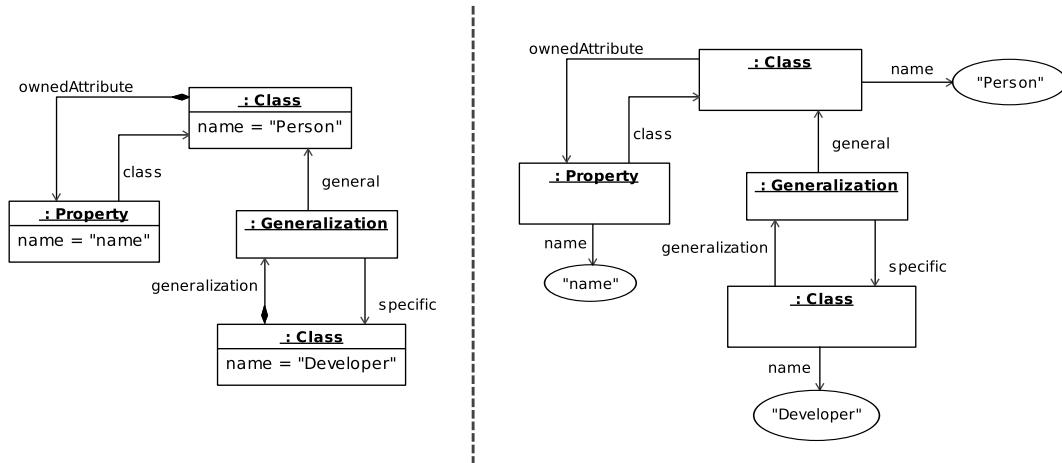 ownedAttribute
: Class
name = "Person"
class
general
: Property
name = "name"
: Generalization
generalization
specific
: Class
name = "Developer"
ownedAttribute
: Class
name
"Person"
class
general
: Property
: Generalization
name
generalization
specific
"name"
: Class
name
"Developer"